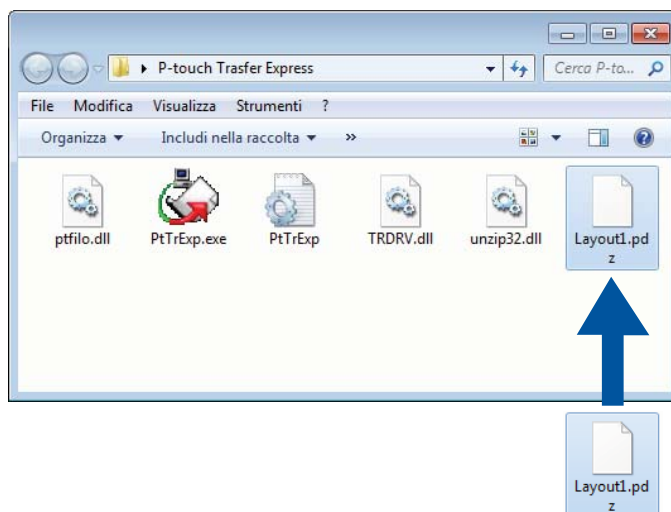 P-touch Trasfer Express
Cerca P-to...
File Modifica Visualizza Strumenti ?
Organizza Includi nella raccolta »
ptfilo.dll PtTrExp.exe PtTrExp TRDRV.dll unzip32.dll Layout1.pd
z
Layout1.pd
z